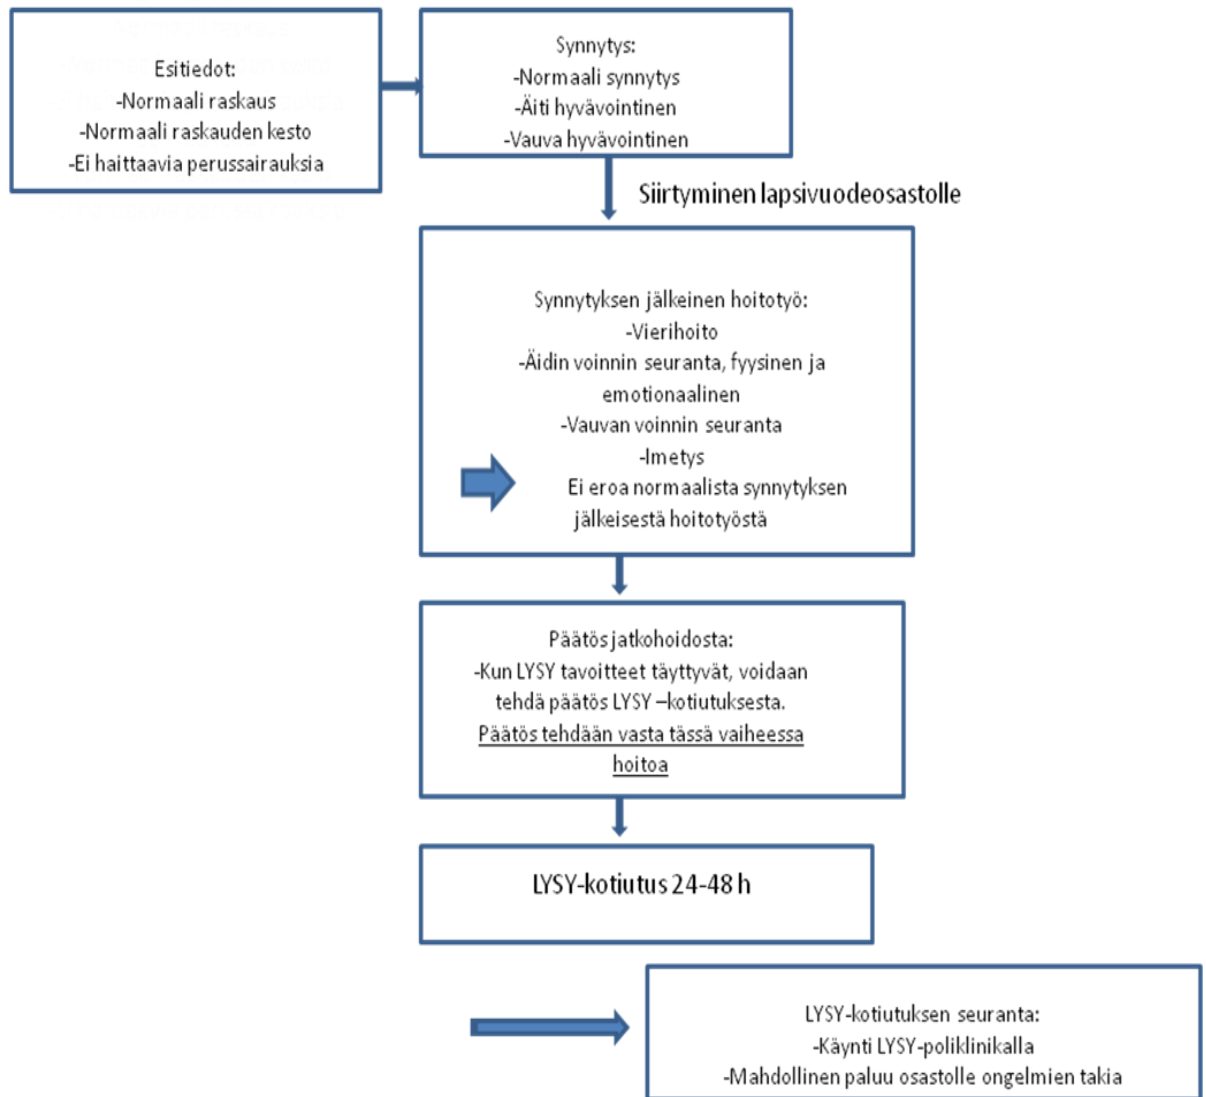 Esitiedot:
-Normaali raskaus
-Normaali raskauden kesto
-Ei haittaavia perussairauksia
Synnytys:
-Normaali synnytys
-Äiti hyvävointinen
-Vauva hyvävointinen
Siirtyminen lapsivuodeosastolle
Synnytyksen jälkeinen hoitotyö:
-Vierihoito
-Äidin voinnin seuranta, fyysinen ja
emotionaalinen
-Vauvan voinnin seuranta
-Imetys
Ei eroa normaalista synnytyksen
jälkeisestä hoitotyöstä
Päätös jatkohoidosta:
-Kun LYSY tavoitteet täyttyvät, voidaan
tehdä päätös LYSY –kotiutuksesta.
Päätös tehdään vasta tässä vaiheessa
hoitoa
LYSY-kotiutus 24-48 h
LYSY-kotiutuksen seuranta:
-Käynti LYSY-poliklinikalla
-Mahdollinen paluu osastolle ongelmien takia